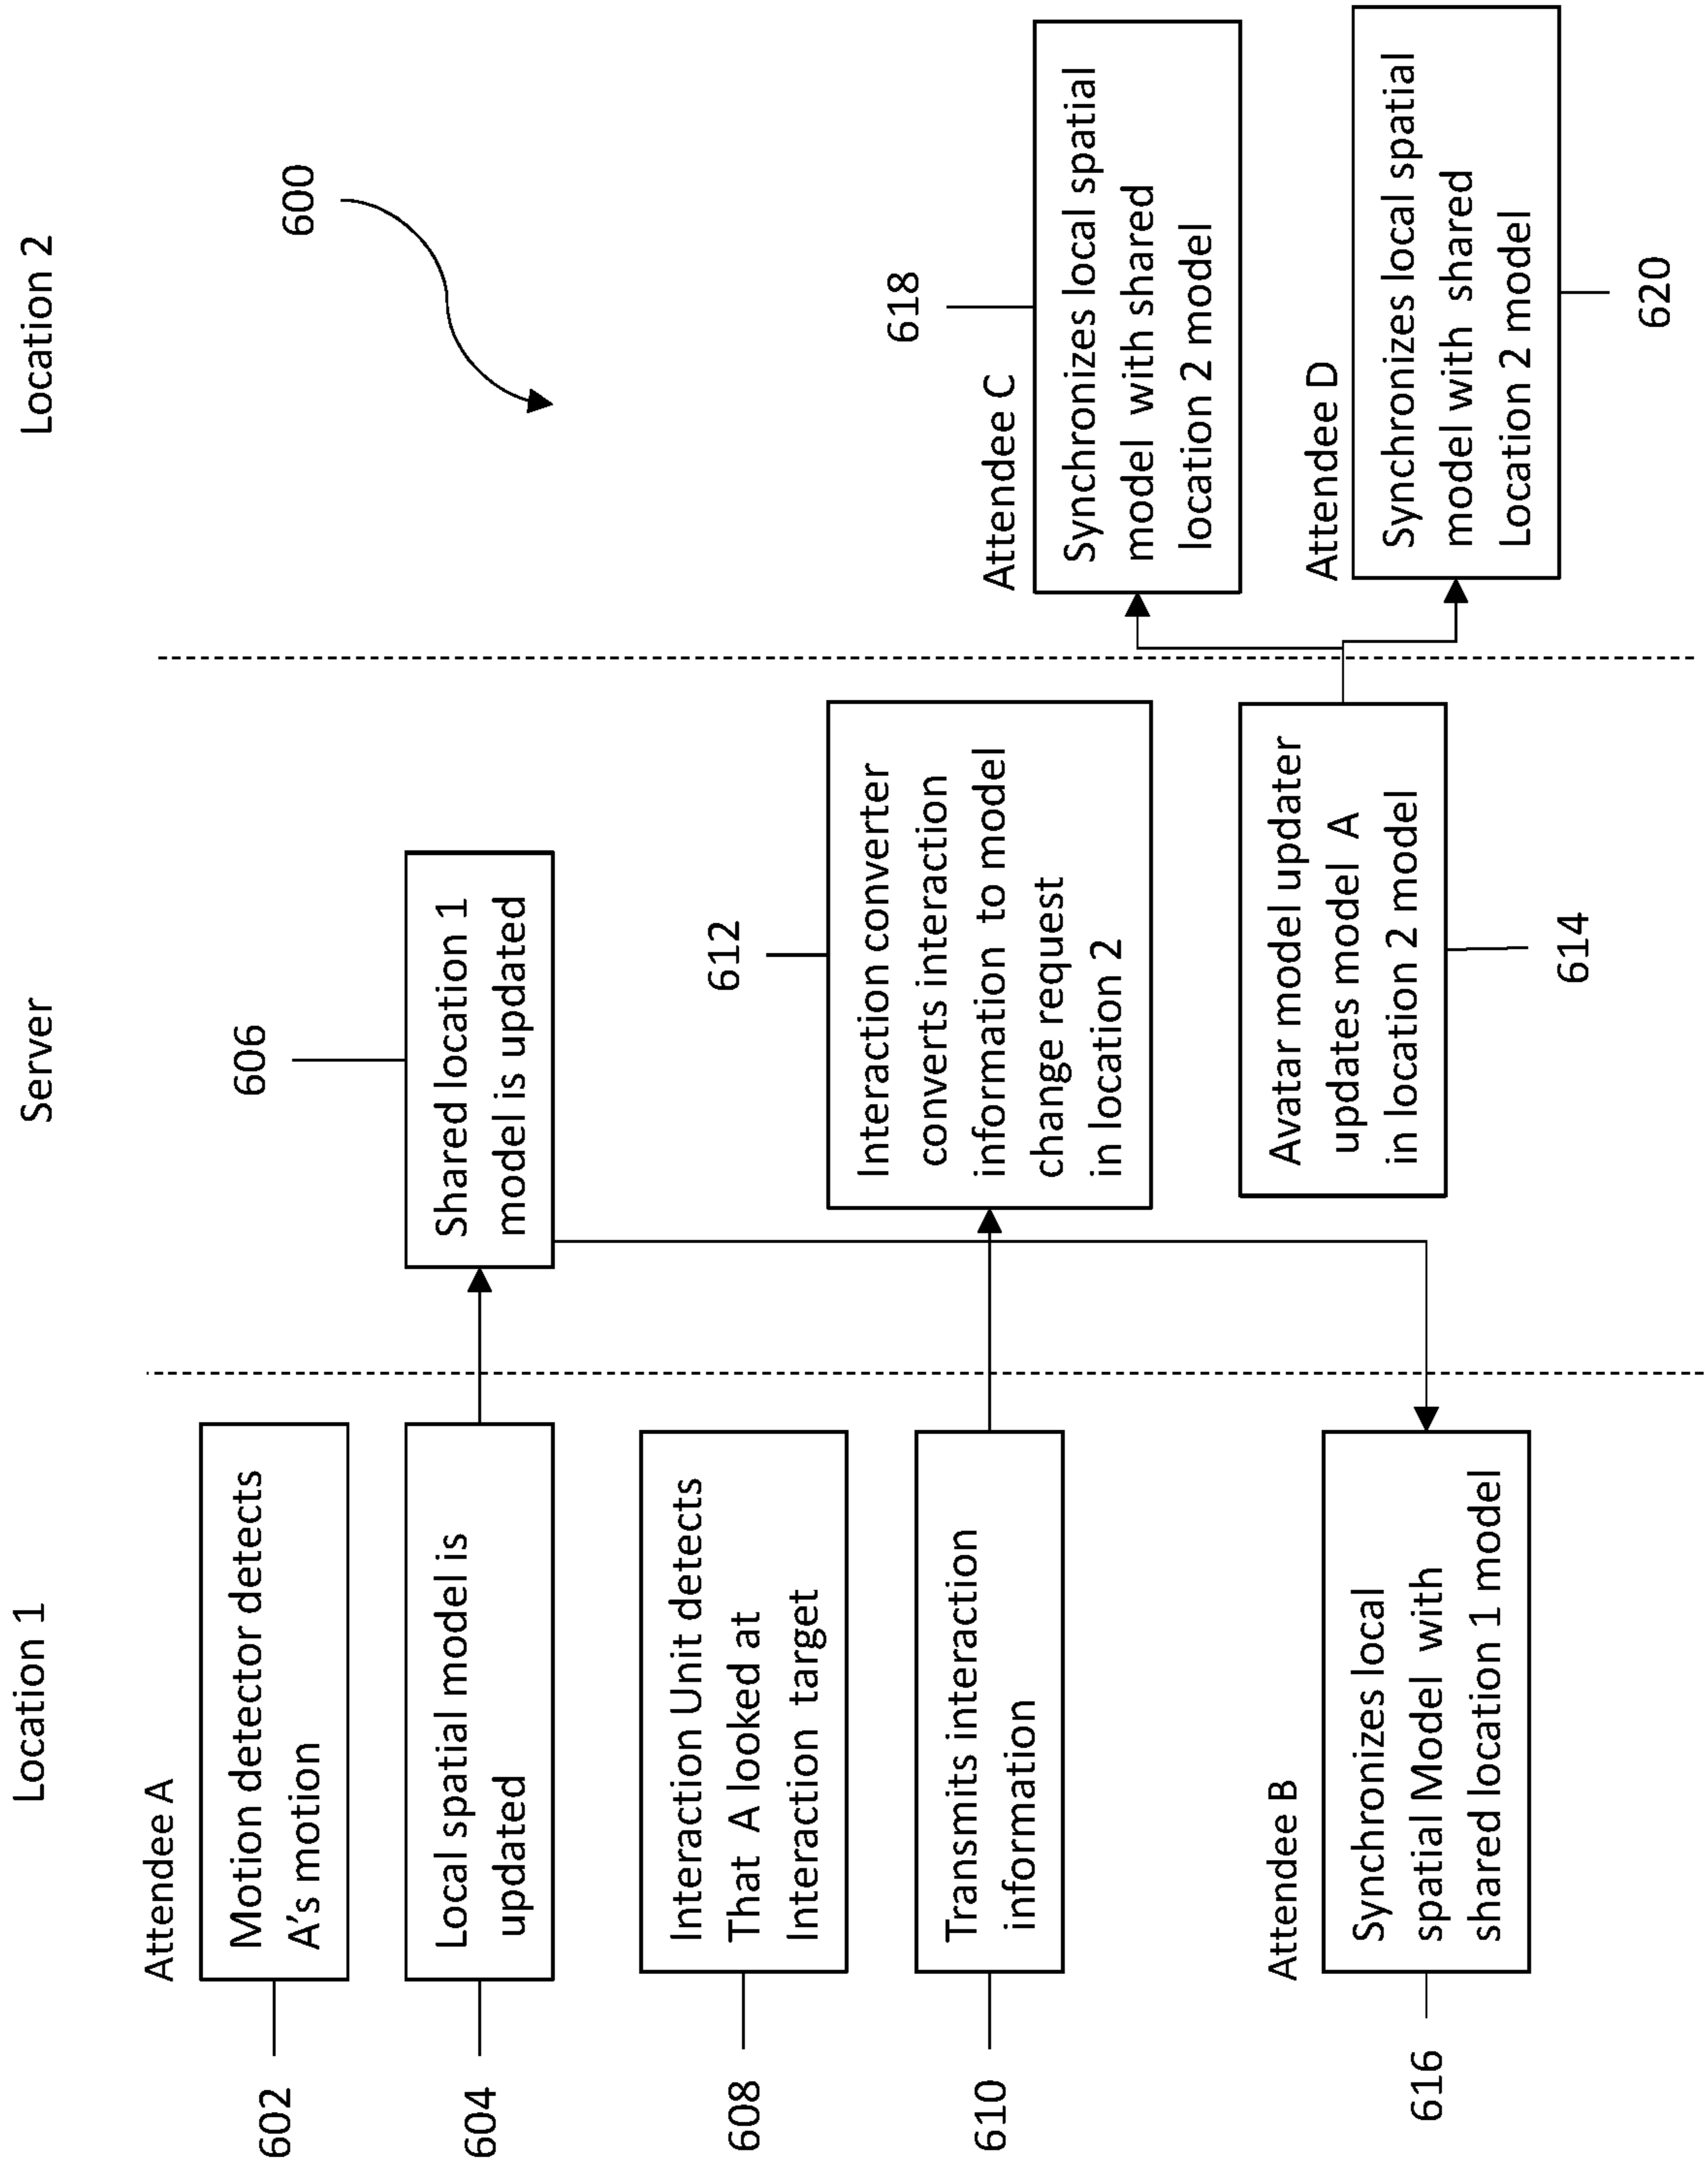 Location 1
Server
Location 2
600
Attendee A
602
Motion detector detects
A's motion
604
Local spatial model is
updated
606
Shared location 1
model is updated
608
Interaction Unit detects
That A looked at
Interaction target
610
Transmits interaction
information
612
Interaction converter
converts interaction
information to model
change request
in location 2
Attendee C
618
Synchronizes local spatial
model with shared
location 2 model
Avatar model updater
updates model A
in location 2 model
614
Attendee B
616
Synchronizes local
spatial Model with
shared location 1 model
Attendee D
Synchronizes local spatial
model with shared
Location 2 model
620